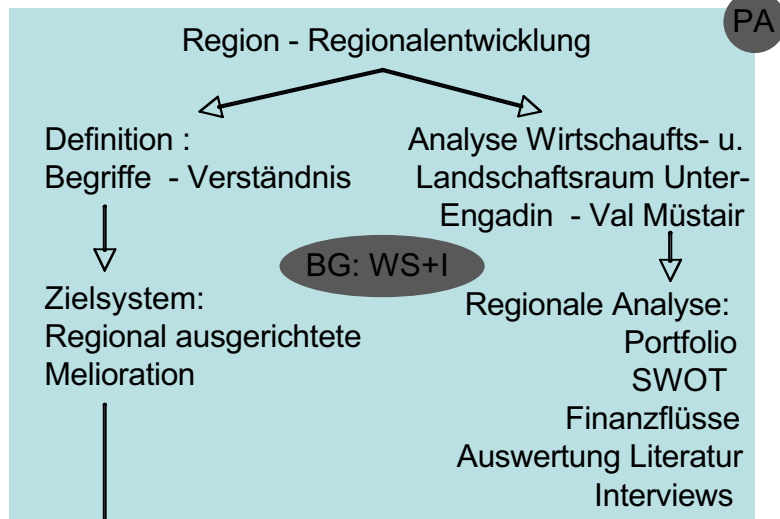 PA
Region - Regionalentwicklung
Definition :
Begriffe - Verständnis
Analyse Wirtschaufts- u.
Landschaftsraum Unter-
Engadin - Val Müstair
BG: WS+I
Zielsystem:
Regional ausgerichtete
Melioration
Regionale Analyse:
Portfolio
SWOT
Finanzflüsse
Auswertung Literatur
Interviews